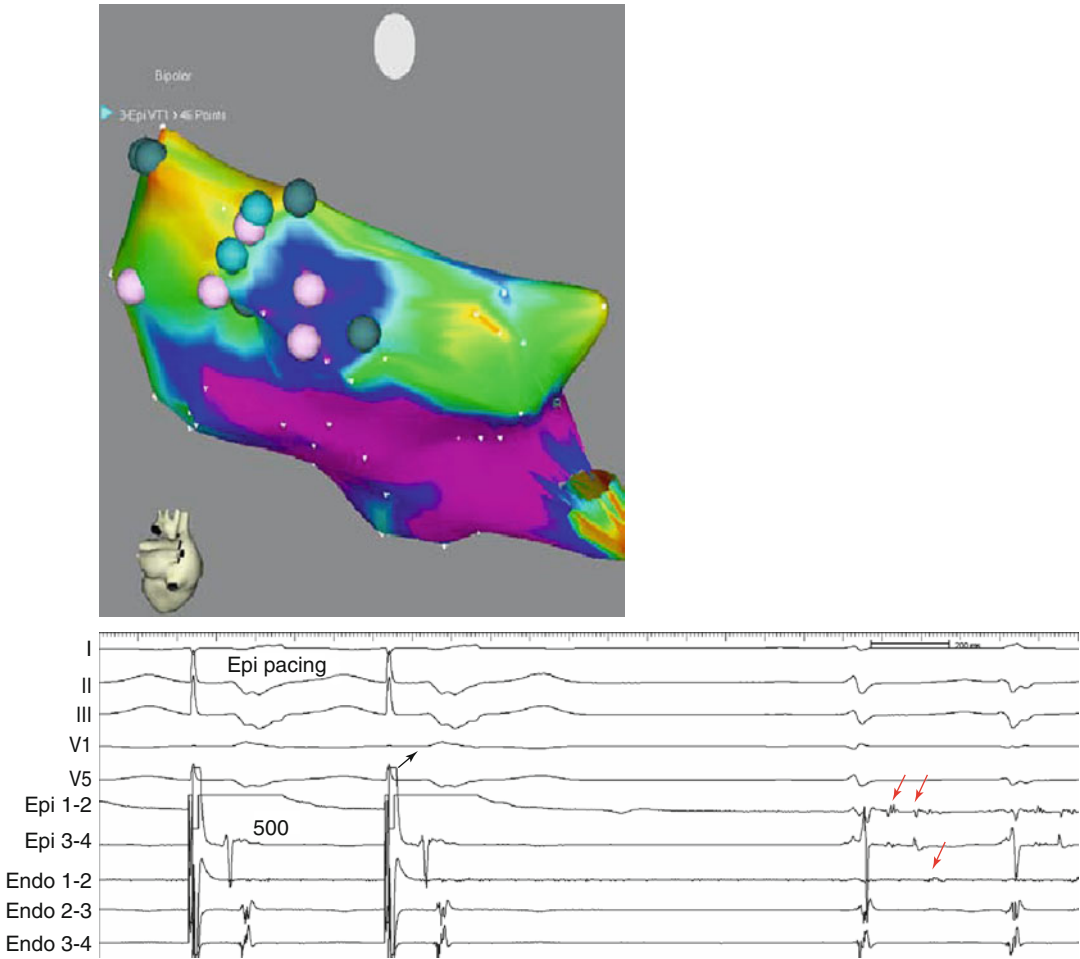 Bipolar
3-Epi VT1 > 46 Points
I
Epi pacing
II
III
V1
V5
Epi 1-2
500
Epi 3-4
Endo 1-2
Endo 2-3
Endo 3-4
200 ms